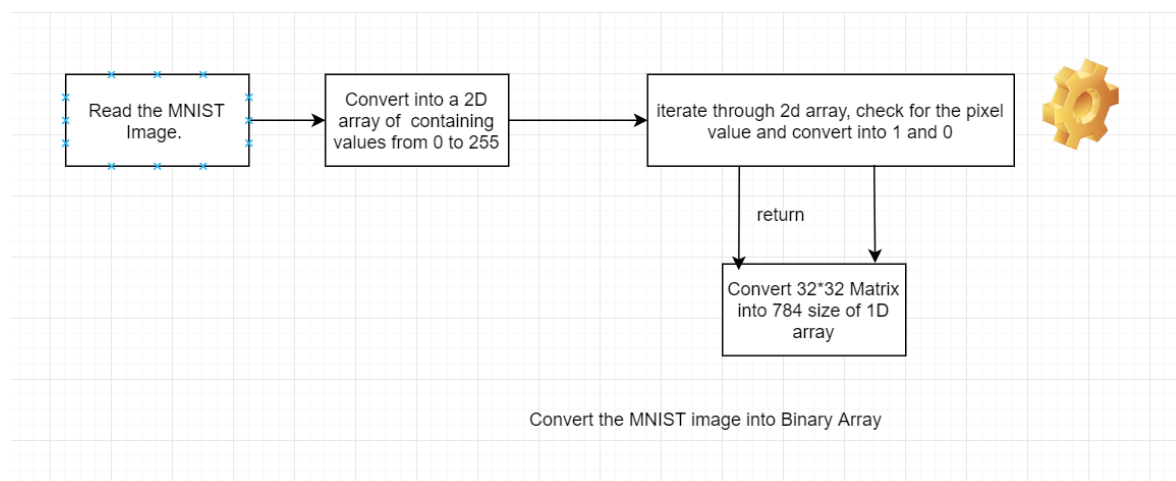 Read the MNIST
Image.
Convert into a 2D
array of containing
values from 0 to 255
iterate through 2d array, check for the pixel
value and convert into 1 and 0
return
Convert 32*32 Matrix
into 784 size of 1D
array
Convert the MNIST image into Binary Array